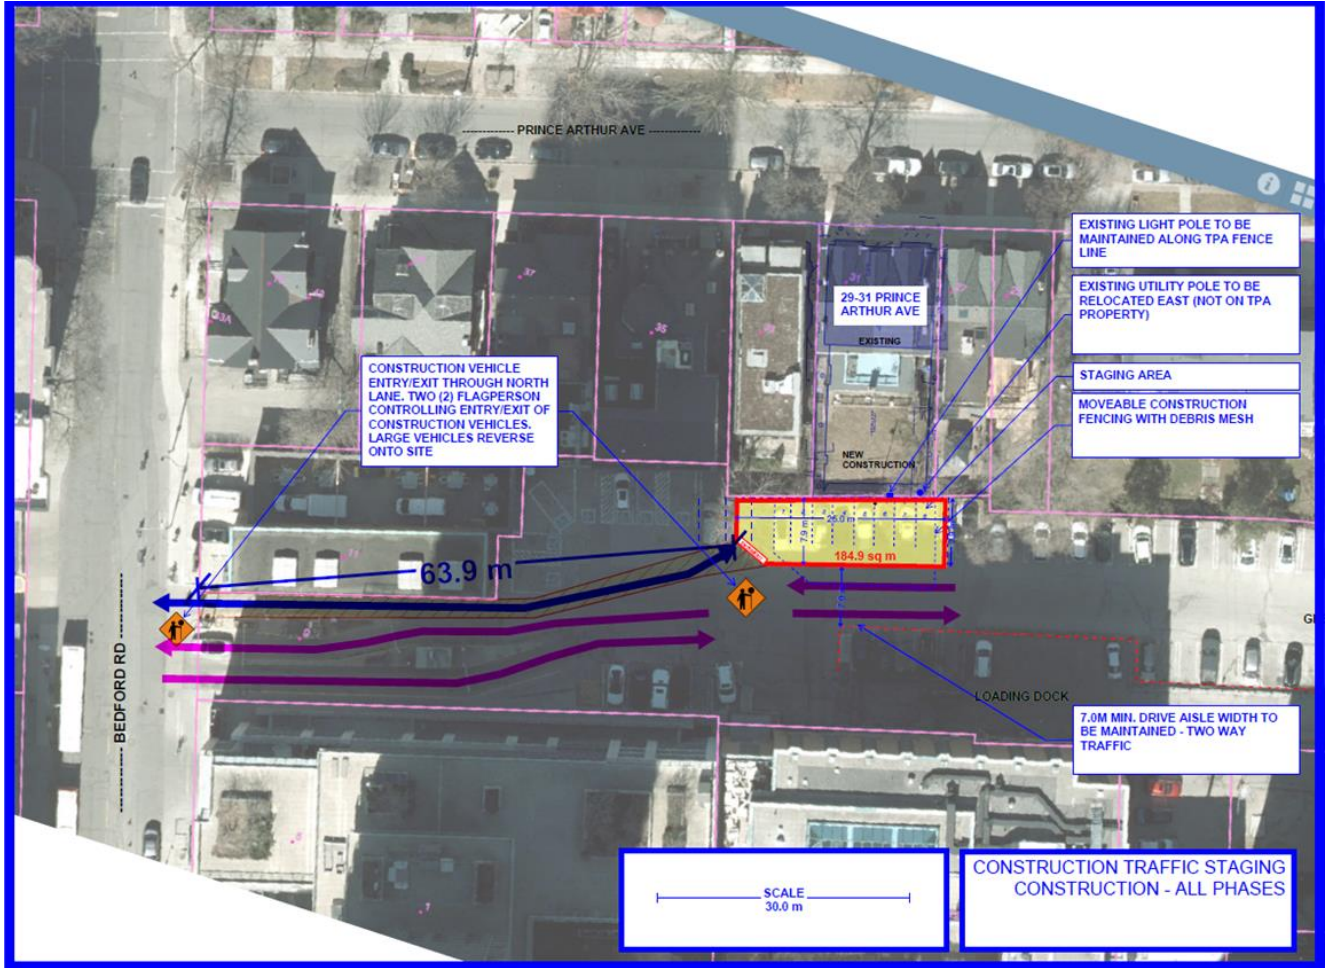 ------------- PRINCE ARTHUR AVE -------------
EXISTING LIGHT POLE TO BE
MAINTAINED ALONG TPA FENCE
LINE
EXISTING UTILITY POLE TO BE
RELOCATED EAST (NOT ON TPA
PROPERTY)
STAGING AREA
MOVEABLE CONSTRUCTION
FENCING WITH DEBRIS MESH
37
35
31
29-31 PRINCE
ARTHUR AVE
EXISTING
NEW
CONSTRUCTION
CONSTRUCTION VEHICLE
ENTRY/EXIT THROUGH NORTH
LANE. TWO (2) FLAGPERSON
CONTROLLING ENTRY/EXIT OF
CONSTRUCTION VEHICLES.
LARGE VEHICLES REVERSE
ONTO SITE
7.9 m
184.9 sq m
63.9 m
BEDFORD RD
LOADING DOCK
7.0M MIN. DRIVE AISLE WIDTH TO
BE MAINTAINED - TWO WAY
TRAFFIC
SCALE
30.0 m
CONSTRUCTION TRAFFIC STAGING
CONSTRUCTION - ALL PHASES